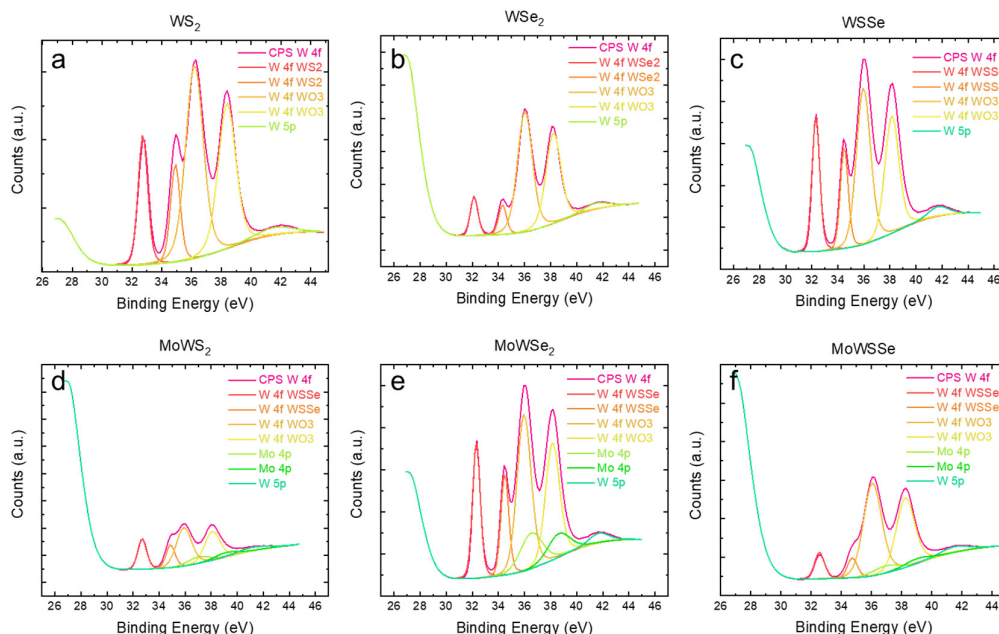 WS2
a
CPS W 4f
W 4f WS2
W 4f WS2
W 4f WO3
W 4f WO3
W 5p
Counts (a.u.)
26 28 30 32 34 36 38 40 42 44
Binding Energy (eV)
WSe2
b
CPS W 4f
W 4f WSe2
W 4f WSe2
W 4f WO3
W 4f WO3
W 5p
Counts (a.u.)
26 28 30 32 34 36 38 40 42 44 46
Binding Energy (eV)
WSSe
c
CPS W 4f
W 4f WSS
W 4f WSS
W 4f WO3
W 4f WO3
W 5p
Counts (a.u.)
26 28 30 32 34 36 38 40 42 44 46
Binding Energy (eV)
MoWS2
d
CPS W 4f
W 4f WSSe
W 4f WSSe
W 4f WO3
W 4f WO3
Mo 4p
Mo 4p
W 5p
Counts (a.u.)
26 28 30 32 34 36 38 40 42 44 46
Binding Energy (eV)
MoWSe2
e
CPS W 4f
W 4f WSSe
W 4f WSSe
W 4f WO3
W 4f WO3
Mo 4p
Mo 4p
W 5p
Counts (a.u.)
26 28 30 32 34 36 38 40 42 44 46
Binding Energy (eV)
MoWSSe
f
CPS W 4f
W 4f WSSe
W 4f WSSe
W 4f WO3
W 4f WO3
Mo 4p
Mo 4p
W 5p
Counts (a.u.)
26 28 30 32 34 36 38 40 42 44 46
Binding Energy (eV)